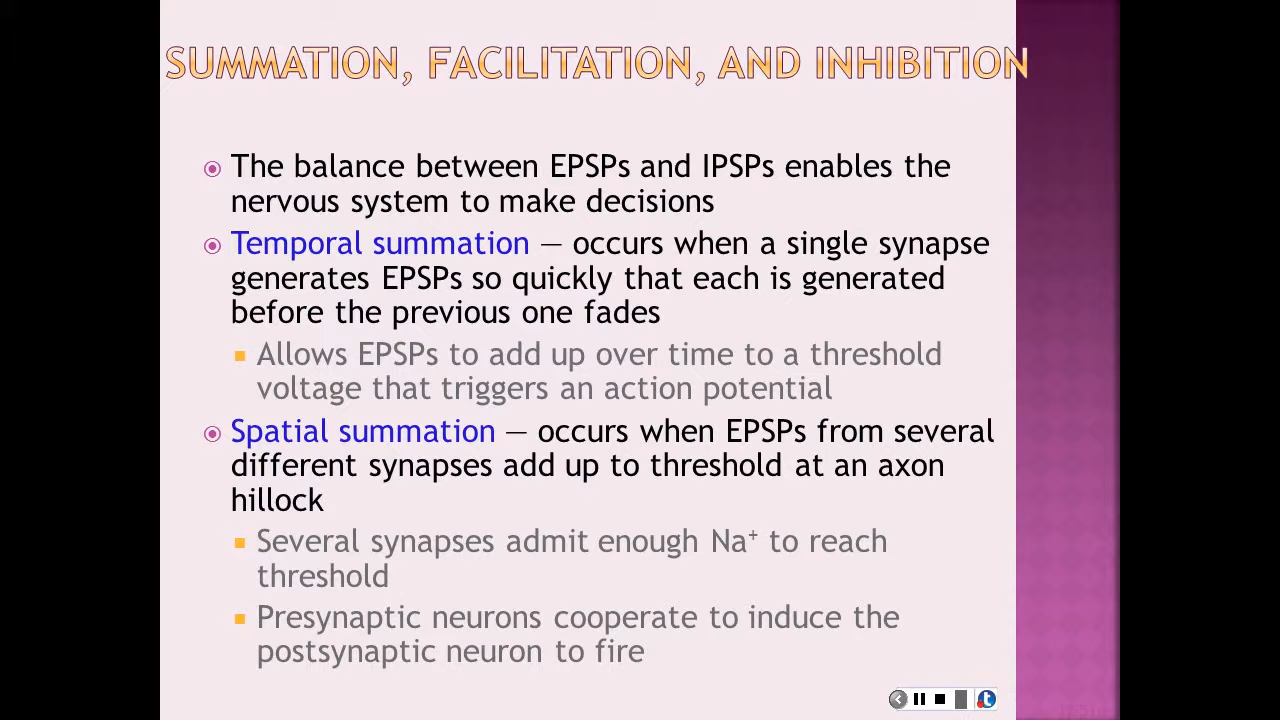 SUMMATION, FACILITATION, AND INHIBITION
The balance between EPSPs and IPSPs enables the
nervous system to make decisions
Temporal summation — occurs when a single synapse
generates EPSPs so quickly that each is generated
before the previous one fades
Allows EPSPs to add up over time to a threshold
voltage that triggers an action potential
Spatial summation — occurs when EPSPs from several
different synapses add up to threshold at an axon
hillock
Several synapses admit enough Na⁺ to reach
threshold
Presynaptic neurons cooperate to induce the
postsynaptic neuron to fire
t